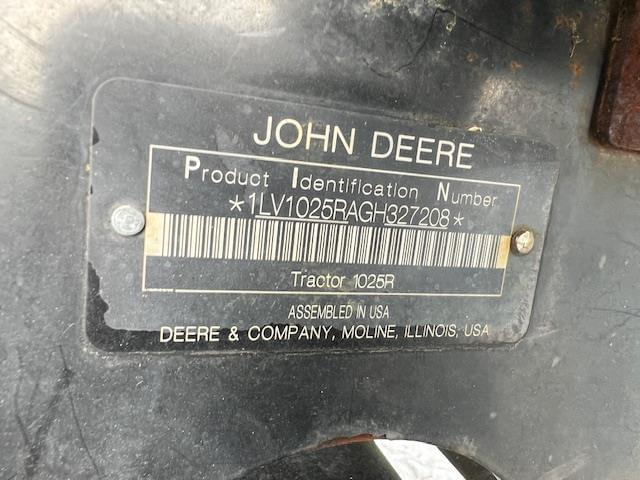 JOHN DEERE
Product Identification Number
*1LV1025RAGH327208*
Tractor 1025R
ASSEMBLED IN USA
DEERE & COMPANY, MOLINE, ILLINOIS, USA